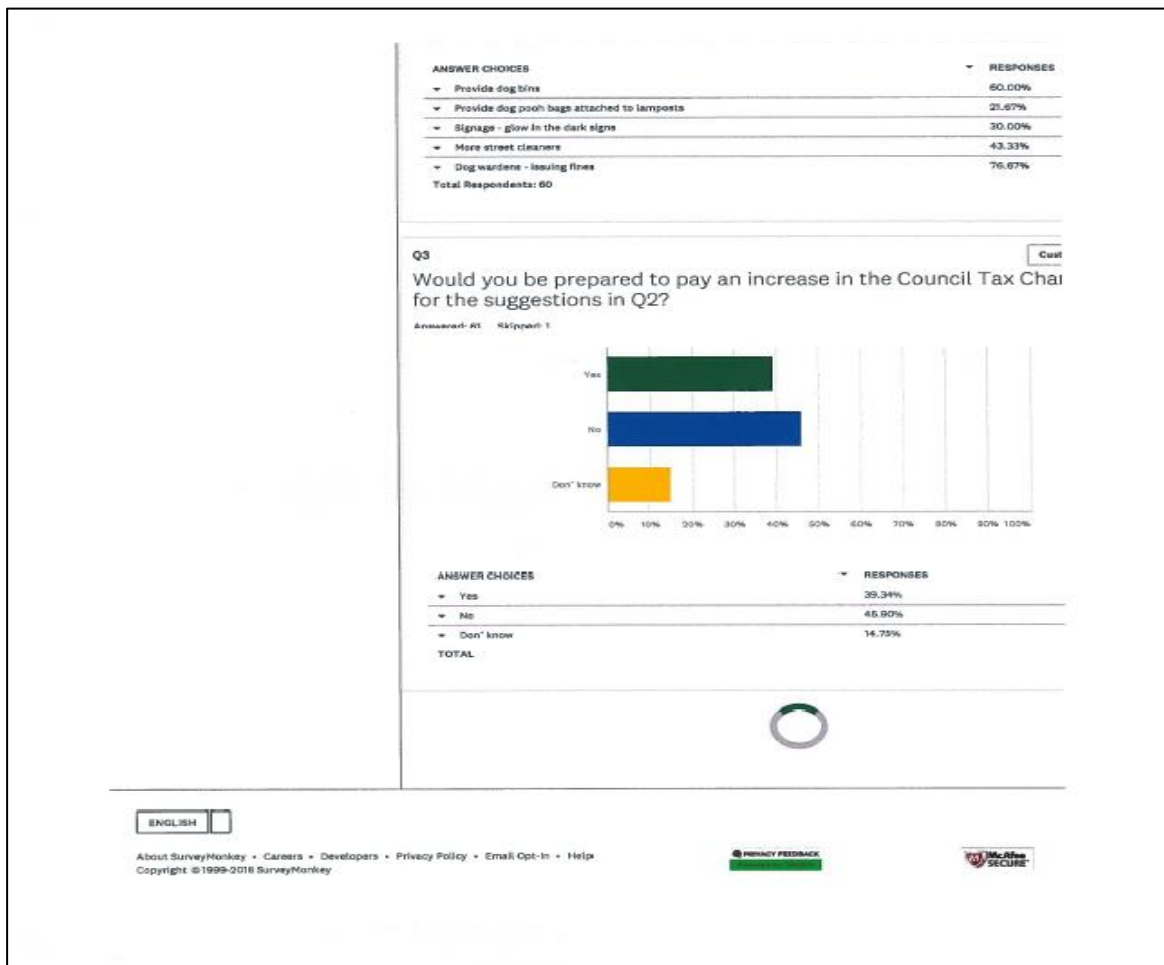 ANSWER CHOICES RESPONSES
Provide dog bins 60.00%
Provide dog pooh bags attached to lamposts 21.67%
Signage - glow in the dark signs 30.00%
More street cleaners 43.33%
Dog wardens - issuing fines 76.67%
Total Respondents: 60
Q3 Cust
Would you be prepared to pay an increase in the Council Tax Char
for the suggestions in Q2?
Answered: 61 Skipped: 1
Yes
No
Don" know
0% 10% 20% 30% 40% 50% 60% 70% 80% 90% 100%
ANSWER CHOICES RESPONSES
Yes 39.34%
No 45.90%
Don" know 14.75%
TOTAL
ENGLISH
About SurveyMonkey • Careers • Developers • Privacy Policy • Email Opt-In • Help
Copyright © 1999-2018 SurveyMonkey
PRIVACY FEEDBACK
McAfee
SECURE